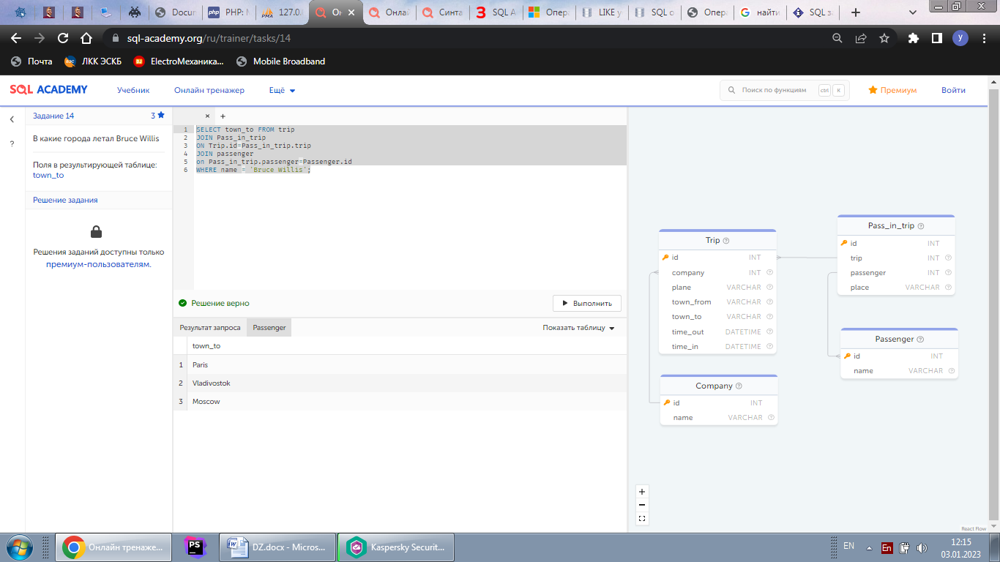 Docum
PHP: M
127.0.
Он
Онлай
Синта
SQL A
Опера
LIKE у
SQL о
Опера
найти
SQL за
sql-academy.org/ru/trainer/tasks/14
y
Почта
ЛКК ЭСКБ
ElectroМеханика...
Mobile Broadband
SQL ACADEMY
Учебник
Онлайн тренажер
Ещё
Поиск по функциям
ctrl
K
Премиум
Войти
Задание 14
3
?
В какие города летал Bruce Willis
Поля в результирующей таблице:
town_to
Решение задания
Решения заданий доступны только
премиум-пользователям.
1 SELECT town_to FROM trip
2 JOIN Pass_in_trip
3 ON Trip.id=Pass_in_trip.trip
4 JOIN passenger
5 on Pass_in_trip.passenger=Passenger.id
6 WHERE name = 'Bruce Willis';
Решение верно
Выполнить
Результат запроса
Passenger
Показать таблицу
town_to
1 Paris
2 Vladivostok
3 Moscow
Trip
id INT
company INT
plane VARCHAR
town_from VARCHAR
town_to VARCHAR
time_out DATETIME
time_in DATETIME
Company
id INT
name VARCHAR
Pass_in_trip
id INT
trip INT
passenger INT
place VARCHAR
Passenger
id INT
name VARCHAR
React Flow
Онлайн тренаже...
PS
DZ.docx - Micros...
Kaspersky Securit...
EN
En
12:15
03.01.2023